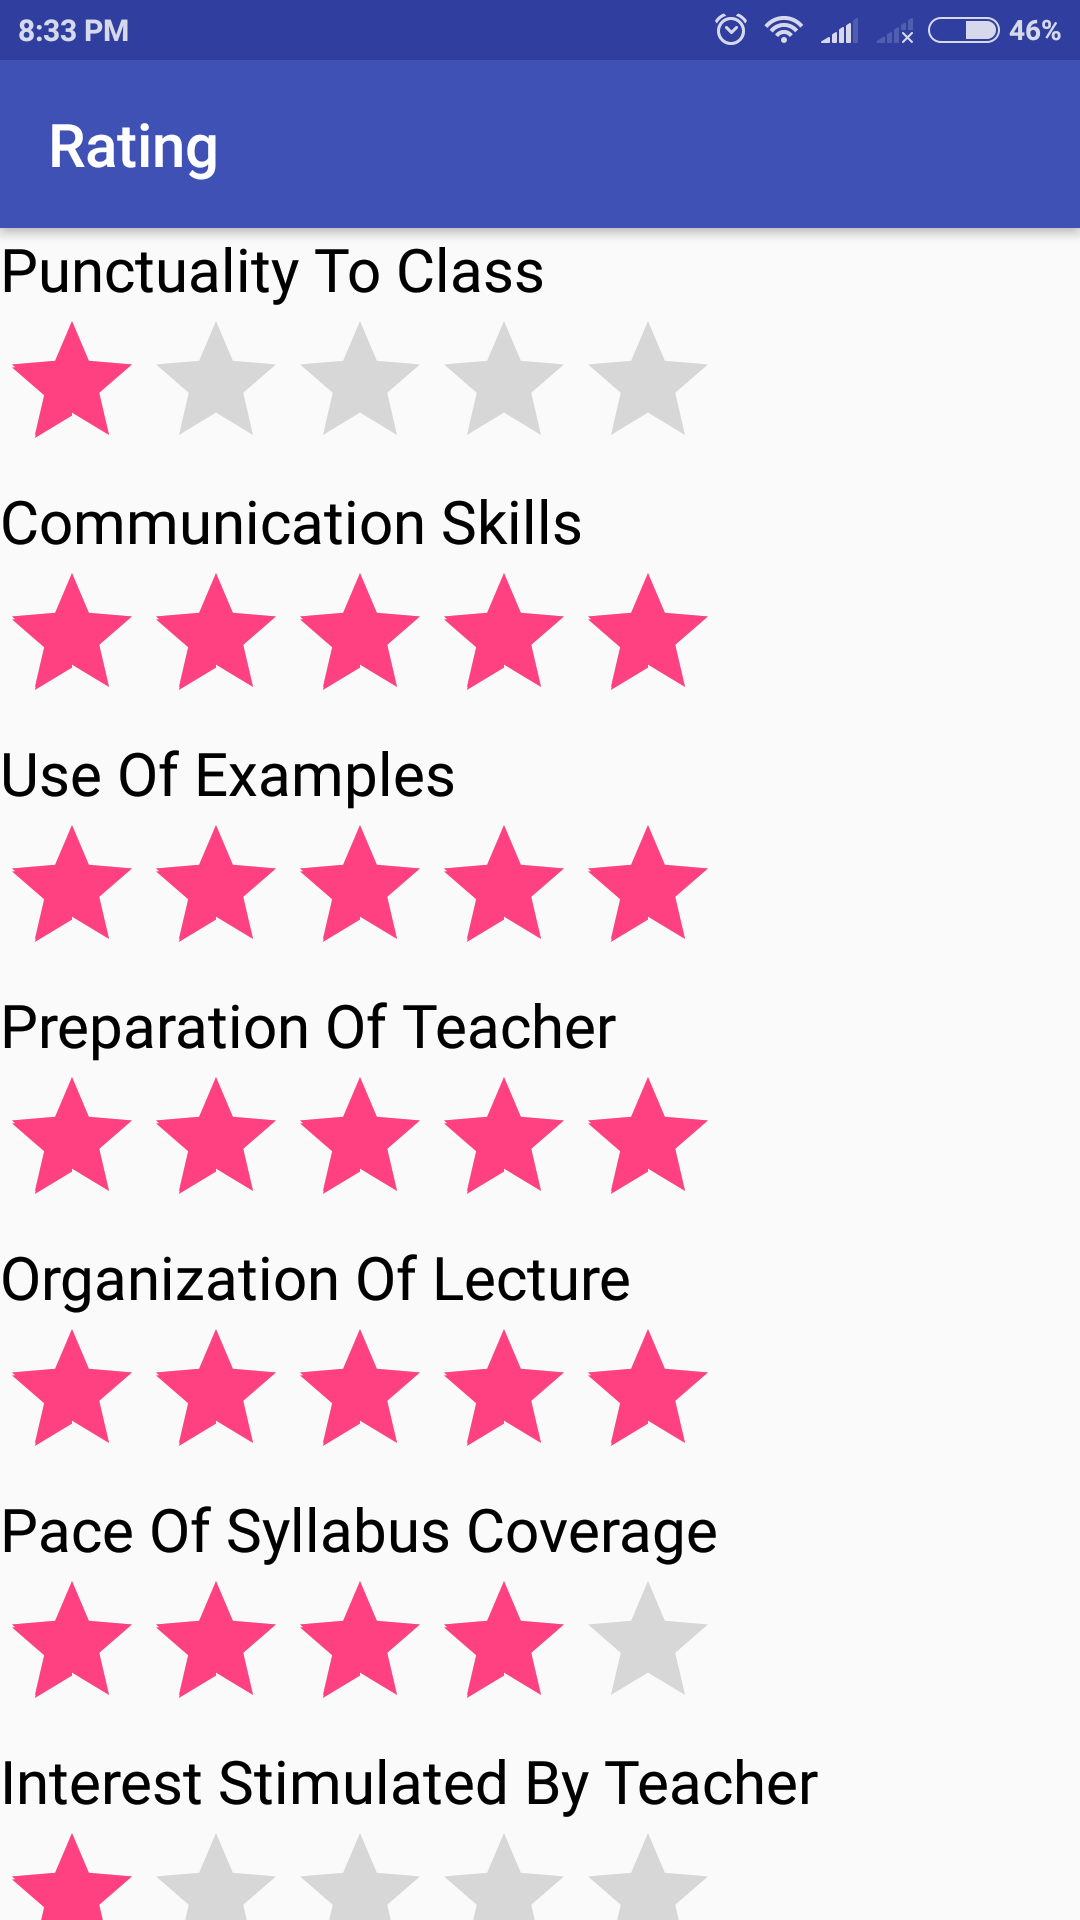 8:33 PM 46%
Rating
Punctuality To Class
Communication Skills
Use Of Examples
Preparation Of Teacher
Organization Of Lecture
Pace Of Syllabus Coverage
Interest Stimulated By Teacher